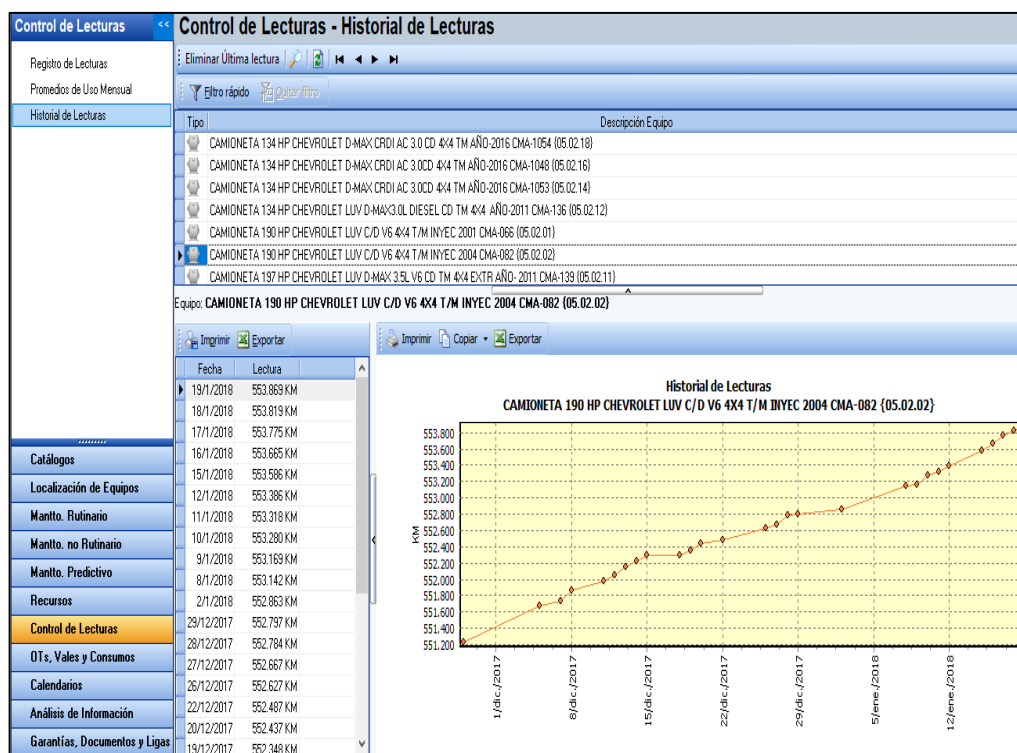 Control de Lecturas <<
Control de Lecturas - Historial de Lecturas
Registro de Lecturas
Promedios de Uso Mensual
Historial de Lecturas
Eliminar Última lectura
Filtro rápido Quitar filtro
Tipo Descripción Equipo
CAMIONETA 134 HP CHEVROLET D-MAX CRDI AC 3.0 CD 4X4 TM AÑO-2016 CMA-1054 {05.02.18}
CAMIONETA 134 HP CHEVROLET D-MAX CRDI AC 3.0CD 4X4 TM AÑO-2016 CMA-1048 {05.02.16}
CAMIONETA 134 HP CHEVROLET D-MAX CRDI AC 3.0CD 4X4 TM AÑO-2016 CMA-1053 {05.02.14}
CAMIONETA 134 HP CHEVROLET LUV D-MAX3.0L DIESEL CD TM 4X4 AÑO-2011 CMA-136 {05.02.12}
CAMIONETA 190 HP CHEVROLET LUV C/D V6 4X4 T/M INYEC 2001 CMA-066 {05.02.01}
CAMIONETA 190 HP CHEVROLET LUV C/D V6 4X4 T/M INYEC 2004 CMA-082 {05.02.02}
CAMIONETA 197 HP CHEVROLET LUV D-MAX 3.5L V6 CD TM 4X4 EXTR AÑO- 2011 CMA-139 {05.02.11}
Equipo: CAMIONETA 190 HP CHEVROLET LUV C/D V6 4X4 T/M INYEC 2004 CMA-082 {05.02.02}
Imprimir Exportar
Fecha Lectura
19/1/2018 553.869 KM
18/1/2018 553.819 KM
17/1/2018 553.775 KM
16/1/2018 553.665 KM
15/1/2018 553.586 KM
12/1/2018 553.386 KM
11/1/2018 553.318 KM
10/1/2018 553.280 KM
9/1/2018 553.169 KM
8/1/2018 553.142 KM
2/1/2018 552.863 KM
29/12/2017 552.797 KM
28/12/2017 552.784 KM
27/12/2017 552.667 KM
26/12/2017 552.627 KM
22/12/2017 552.487 KM
20/12/2017 552.437 KM
19/12/2017 552.348 KM
Imprimir Copiar Exportar
Historial de Lecturas
CAMIONETA 190 HP CHEVROLET LUV C/D V6 4X4 T/M INYEC 2004 CMA-082 {05.02.02}
KM
553.800
553.600
553.400
553.200
553.000
552.800
552.600
552.400
552.200
552.000
551.800
551.600
551.400
551.200
1/dic./2017
8/dic./2017
15/dic./2017
22/dic./2017
29/dic./2017
5/ene./2018
12/ene./2018
Catálogos
Localización de Equipos
Mantto. Rutinario
Mantto. no Rutinario
Mantto. Predictivo
Recursos
Control de Lecturas
OTs, Vales y Consumos
Calendarios
Análisis de Información
Garantías, Documentos y Ligas